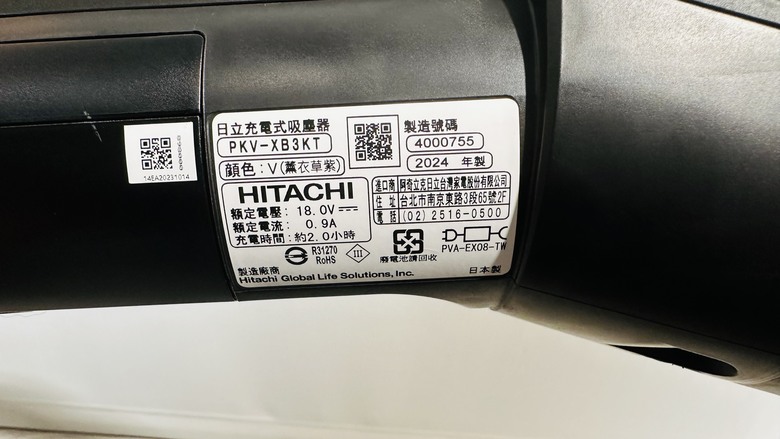 日立充電式吸塵器
PKV-XB3KT
顏色：V(薰衣草紫)
製造號碼
4000755
2024 年製
HITACHI
額定電壓：18.0V
額定電流：0.9A
充電時間：約2.0小時
進口商 阿奇立克日立台灣家電股份有限公司
住址 台北市南京東路3段65號2F
電話 (02) 2516-0500
R31270
RoHS
III
廢電池請回收
PVA-EX08-TW
製造廠商
Hitachi Global Life Solutions, Inc.
日本製
14EA20231014